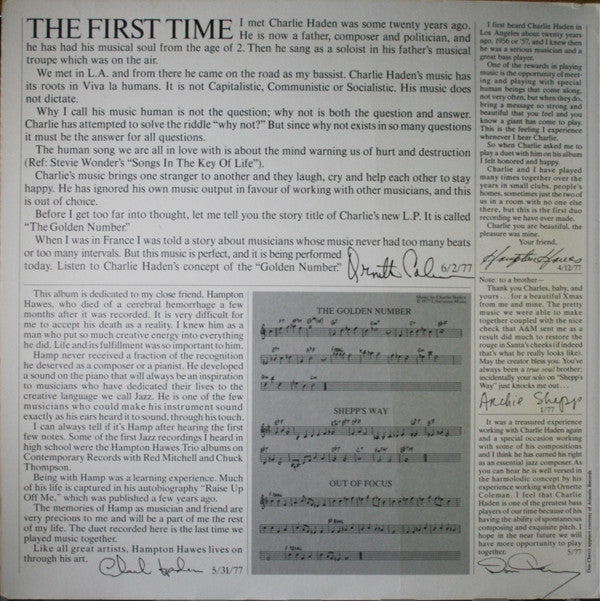 THE FIRST TIME I met Charlie Haden was some twenty years ago.
He is now a father, composer and politician, and
he has had his musical soul from the age of 2. Then he sang as a soloist in his father's musical
troupe which was on the air.
We met in L.A. and from there he came on the road as my bassist. Charlie Haden's music has
its roots in Viva la humans. It is not Capitalistic, Communistic or Socialistic. His music does
not dictate.
Why I call his music human is not the question; why not is both the question and answer.
Charlie has attempted to solve the riddle "why not?" But since why not exists in so many questions
it must be the answer for all questions.
The human song we are all in love with is about the mind warning us of hurt and destruction
(Ref: Stevie Wonder's "Songs In The Key Of Life").
Charlie's music brings one stranger to another and they laugh, cry and help each other to stay
happy. He has ignored his own music output in favour of working with other musicians, and this
is out of choice.
Before I get too far into thought, let me tell you the story title of Charlie's new L.P. It is called
"The Golden Number."
When I was in France I told a story about musicians whose music never had too many beats
or too many intervals. But this music is perfect, and it is being performed
today. Listen to Charlie Haden's concept of the "Golden Number."
Ornette Coleman 6/2/77
I first heard Charlie Haden in
Los Angeles about twenty years
ago, 1956 or '57, and I knew then
he was a serious musician and a
great bass player.
One of the rewards in playing
music is the opportunity of meet-
ing and playing with special
human beings that come along,
not very often, but when they do,
bring a message so strong and
beautiful that you feel and you
know a giant has come to play.
This is the feeling I experience
whenever I hear Charlie.
So when Charlie asked me to
play a duet with him on his album
I felt honored and happy.
Charlie and I have played
many times together over the
years in small clubs, people's
homes, sometimes just the two of
us in a room with no one else
there, but this is the first duo
recording we have ever made.
Charlie you are beautiful, the
pleasure was mine.
Your friend,
Hampton Hawes
4/12/77
Note: to a brother—
Thank you Charles, baby, and
yours . . . for a beautiful Xmas
from me and mine. The pretty
music we were able to make
together coupled with the nice
check that A&M sent me as a
result did much to restore the
rouge in Santa's cheeks (if indeed
that's what he really looks like).
May the creator bless you. You've
always been a true soul brother;
incidentally your solo on "Shepp's
Way" just knocks me out....
Archie Shepp
1/77
It was a treasured experience
working with Charlie Haden again
and a special occasion working
with some of his compositions
and I think he has earned his right
as an essential jazz composer. As
you can hear he is well versed in
the harmolodic concept by his
experience working with Ornette
Coleman. I feel that Charlie
Haden is one of the greatest bass
players of our time because of his
having the ability of spontaneous
composing and exquisite pitch. I
hope in the near future we will
have more opportunity to play
together. 5/77
Don Cherry
Don Cherry appears courtesy of Atlantic Records
This album is dedicated to my close friend, Hampton
Hawes, who died of a cerebral hemorrhage a few
months after it was recorded. It is very difficult for
me to accept his death as a reality. I knew him as a
man who put so much creative energy into everything
he did. Life and its fulfillment was so important to him.
Hamp never received a fraction of the recognition
he deserved as a composer or a pianist. He developed
a sound on the piano that will always be an inspiration
to musicians who have dedicated their lives to the
creative language we call Jazz. He is one of the few
musicians who could make his instrument sound
exactly as his ears heard it to sound, through his touch.
I can always tell if it's Hamp after hearing the first
few notes. Some of the first Jazz recordings I heard in
high school were the Hampton Hawes Trio albums on
Contemporary Records with Red Mitchell and Chuck
Thompson.
Being with Hamp was a learning experience. Much
of his life is captured in his autobiography "Raise Up
Off Me," which was published a few years ago.
The memories of Hamp as musician and friend are
very precious to me and will be a part of me the rest
of my life. The duet recorded here is the last time we
played music together.
Like all great artists, Hampton Hawes lives on
through his art.
Charlie Haden 5/31/77
Music by Charlie Haden
© 1977 Liberation Music
THE GOLDEN NUMBER
SHEPP'S WAY
OUT OF FOCUS